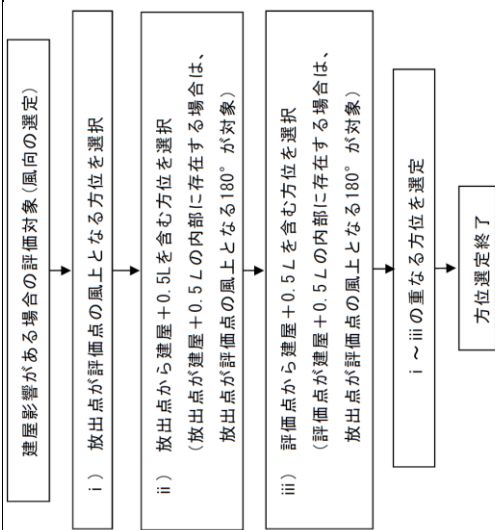 建屋影響がある場合の評価対象(風向の選定)
ⅰ) 放出点が評価点の風上となる方位を選択
ⅱ) 放出点から建屋+0.5Lを含む方位を選択
(放出点が建屋+0.5Lの内部に存在する場合は、
放出点が評価点の風上となる180°が対象)
ⅲ) 評価点から建屋+0.5Lを含む方位を選択
(評価点が建屋+0.5Lの内部に存在する場合は、
放出点が評価点の風上となる180°が対象)
ⅰ~ⅲの重なる方位を選定
方位選定終了